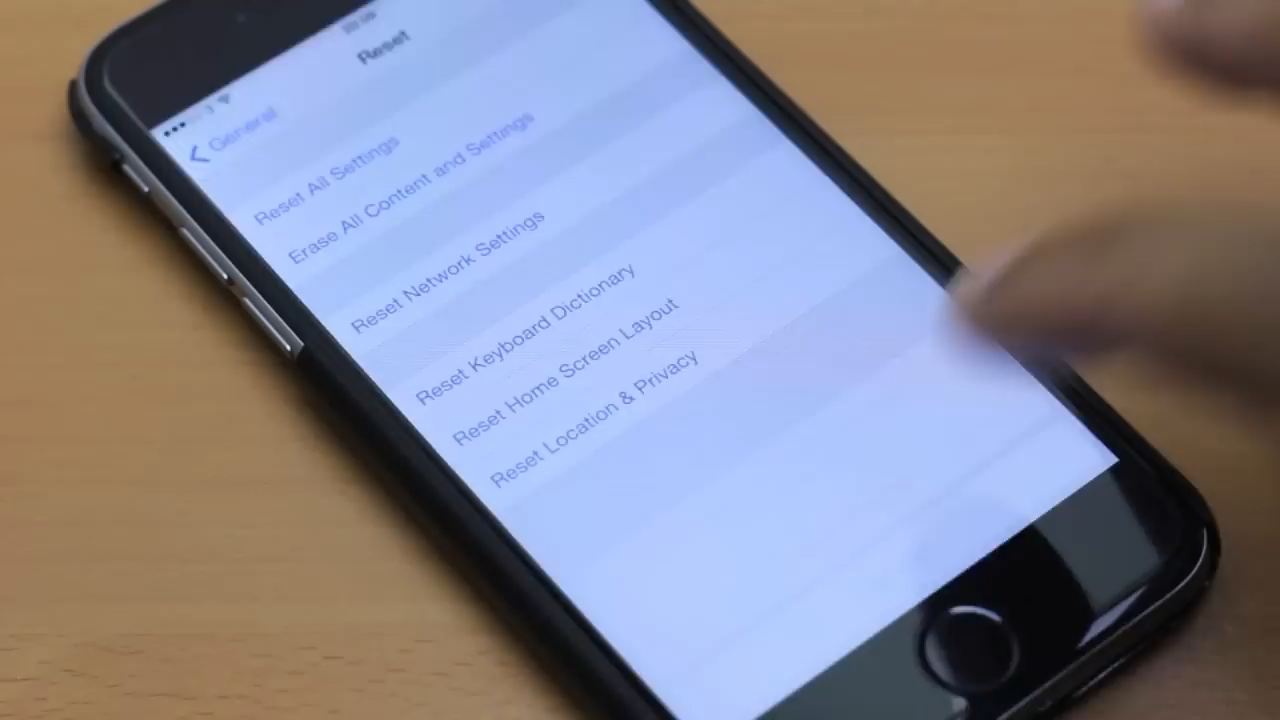 Reset
General
Reset All Settings
Erase All Content and Settings
Reset Network Settings
Reset Keyboard Dictionary
Reset Home Screen Layout
Reset Location & Privacy